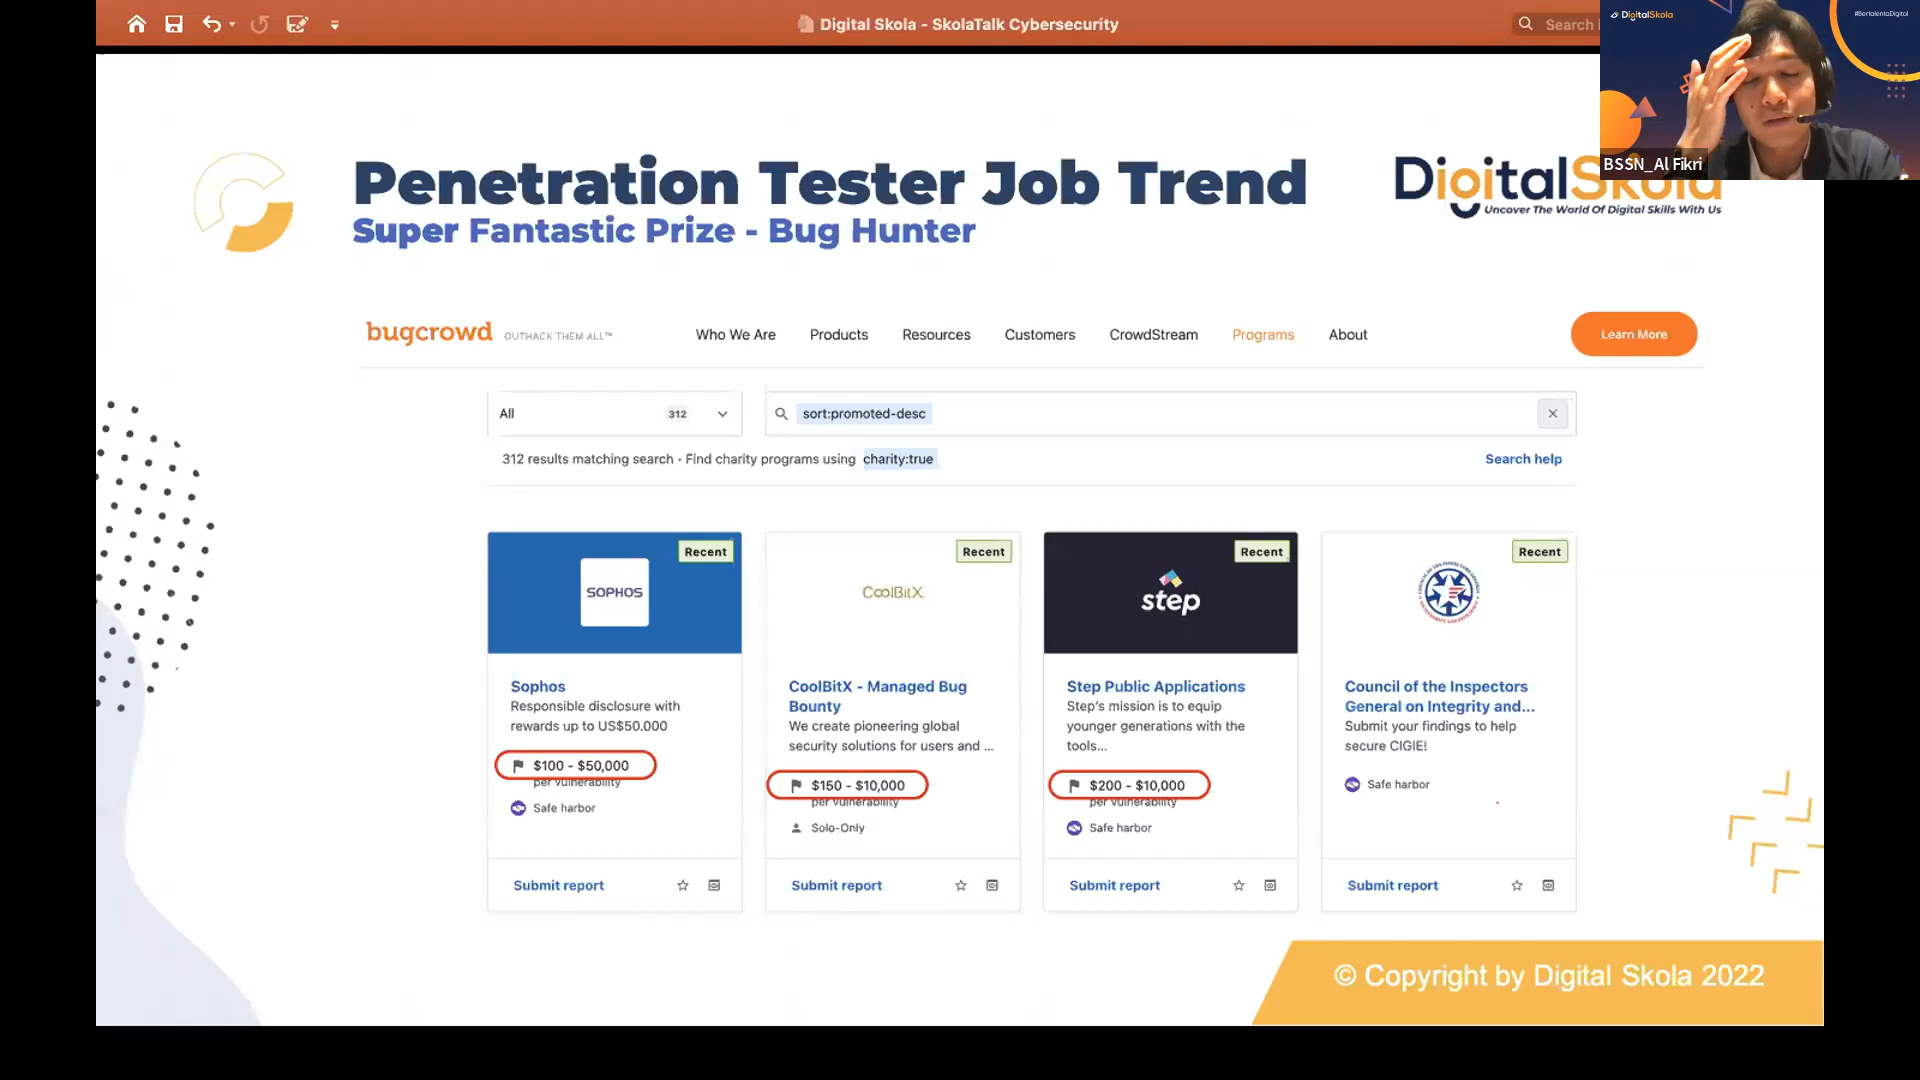 Digital Skola - SkolaTalk Cybersecurity
Search
DigitalSkola
#BertalentaDigital
BSSN_Al Fikri
Penetration Tester Job Trend
Super Fantastic Prize - Bug Hunter
DigitalSkola
Uncover The World Of Digital Skills With Us
bugcrowd
OUTHACK THEM ALL™
Who We Are
Products
Resources
Customers
CrowdStream
Programs
About
Learn More
All
312
sort:promoted-desc
312 results matching search · Find charity programs using charity:true
Search help
Recent
SOPHOS
Sophos
Responsible disclosure with
rewards up to US$50.000
$100 - $50,000
per vulnerability
Safe harbor
Submit report
Recent
CoolBitX
CoolBitX - Managed Bug
Bounty
We create pioneering global
security solutions for users and ...
$150 - $10,000
per vulnerability
Solo-Only
Submit report
Recent
step
Step Public Applications
Step's mission is to equip
younger generations with the
tools...
$200 - $10,000
per vulnerability
Safe harbor
Submit report
Recent
Council of the Inspectors
General on Integrity and...
Submit your findings to help
secure CIGIE!
Safe harbor
Submit report
© Copyright by Digital Skola 2022